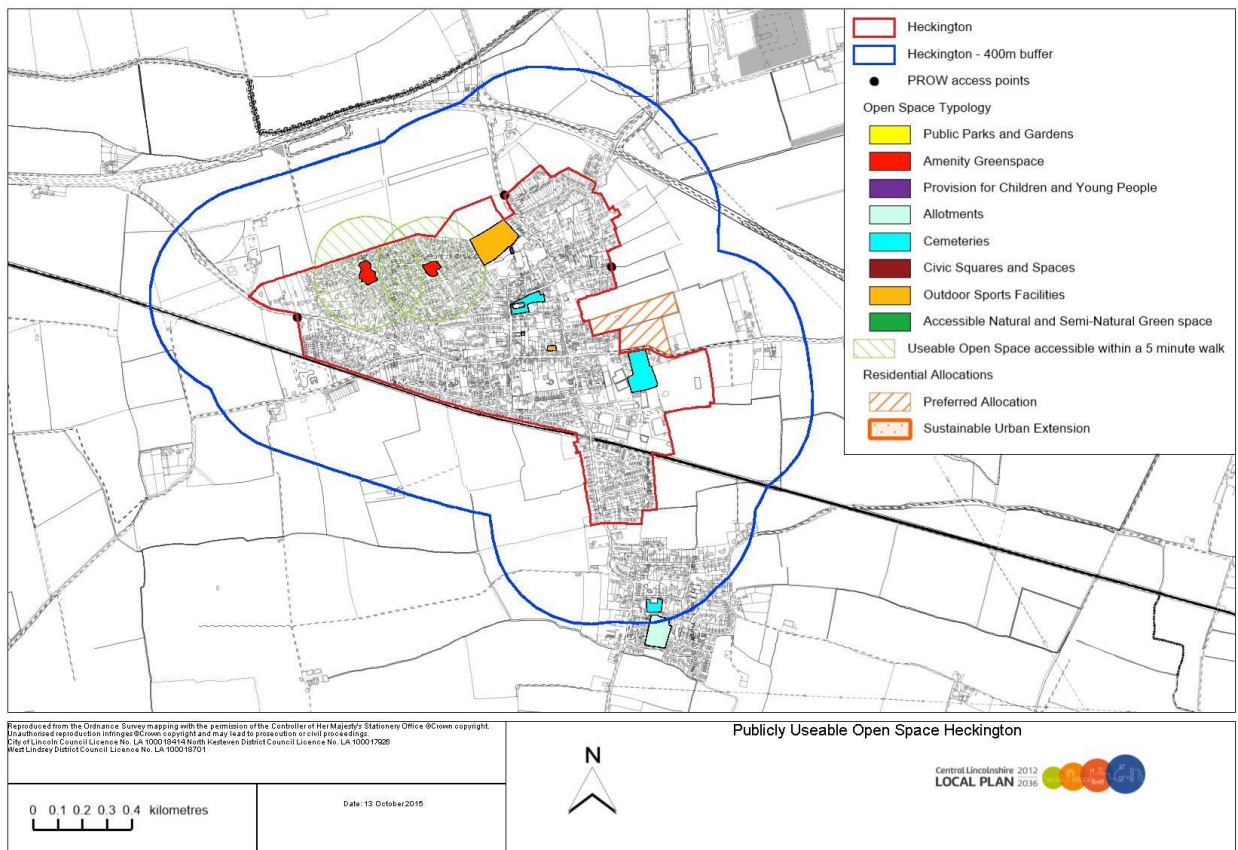 Heckington
Heckington - 400m buffer
PROW access points
Open Space Typology
Public Parks and Gardens
Amenity Greenspace
Provision for Children and Young People
Allotments
Cemeteries
Civic Squares and Spaces
Outdoor Sports Facilities
Accessible Natural and Semi-Natural Green space
Useable Open Space accessible within a 5 minute walk
Residential Allocations
Preferred Allocation
Sustainable Urban Extension
Reproduced from the Ordnance Survey mapping with the permission of the Controller of Her Majesty's Stationery Office ©Crown copyright.
Unauthorised reproduction infringes ©Crown copyright and may lead to prosecution or civil proceedings.
City of Lincoln Council Licence No. LA 100018414 North Kesteven District Council Licence No. LA 100017926
West Lindsey District Council Licence No. LA 100018701
0 0.1 0.2 0.3 0.4 kilometres
Date: 13 October 2015
N
Publicly Useable Open Space Heckington
Central Lincolnshire 2012
LOCAL PLAN 2036